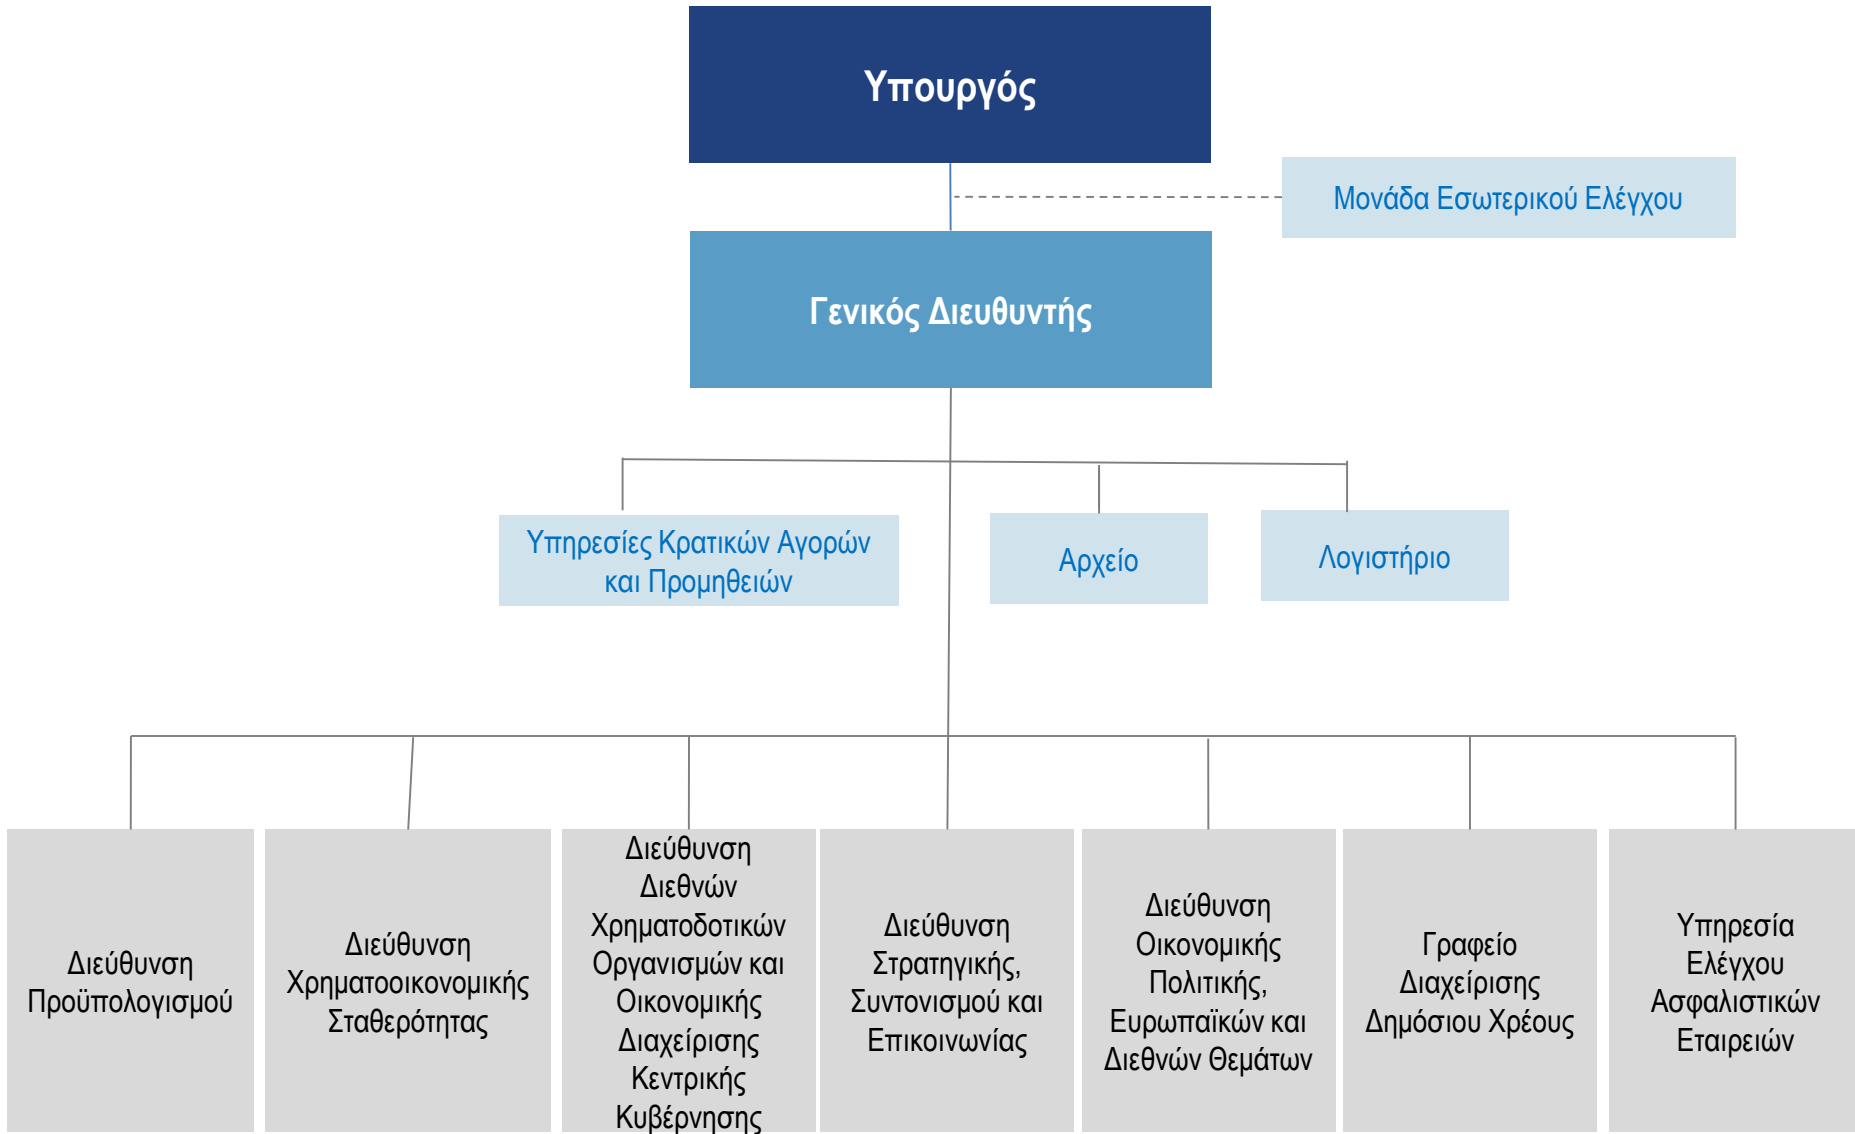 Υπουργός
Μονάδα Εσωτερικού Ελέγχου
Γενικός Διευθυντής
Υπηρεσίες Κρατικών Αγορών
και Προμηθειών
Αρχείο
Λογιστήριο
Διεύθυνση
Προϋπολογισμού
Διεύθυνση
Χρηματοοικονομικής
Σταθερότητας
Διεύθυνση
Διεθνών
Χρηματοδοτικών
Οργανισμών και
Οικονομικής
Διαχείρισης
Κεντρικής
Κυβέρνησης
Διεύθυνση
Στρατηγικής,
Συντονισμού και
Επικοινωνίας
Διεύθυνση
Οικονομικής
Πολιτικής,
Ευρωπαϊκών και
Διεθνών Θεμάτων
Γραφείο
Διαχείρισης
Δημόσιου Χρέους
Υπηρεσία
Ελέγχου
Ασφαλιστικών
Εταιρειών